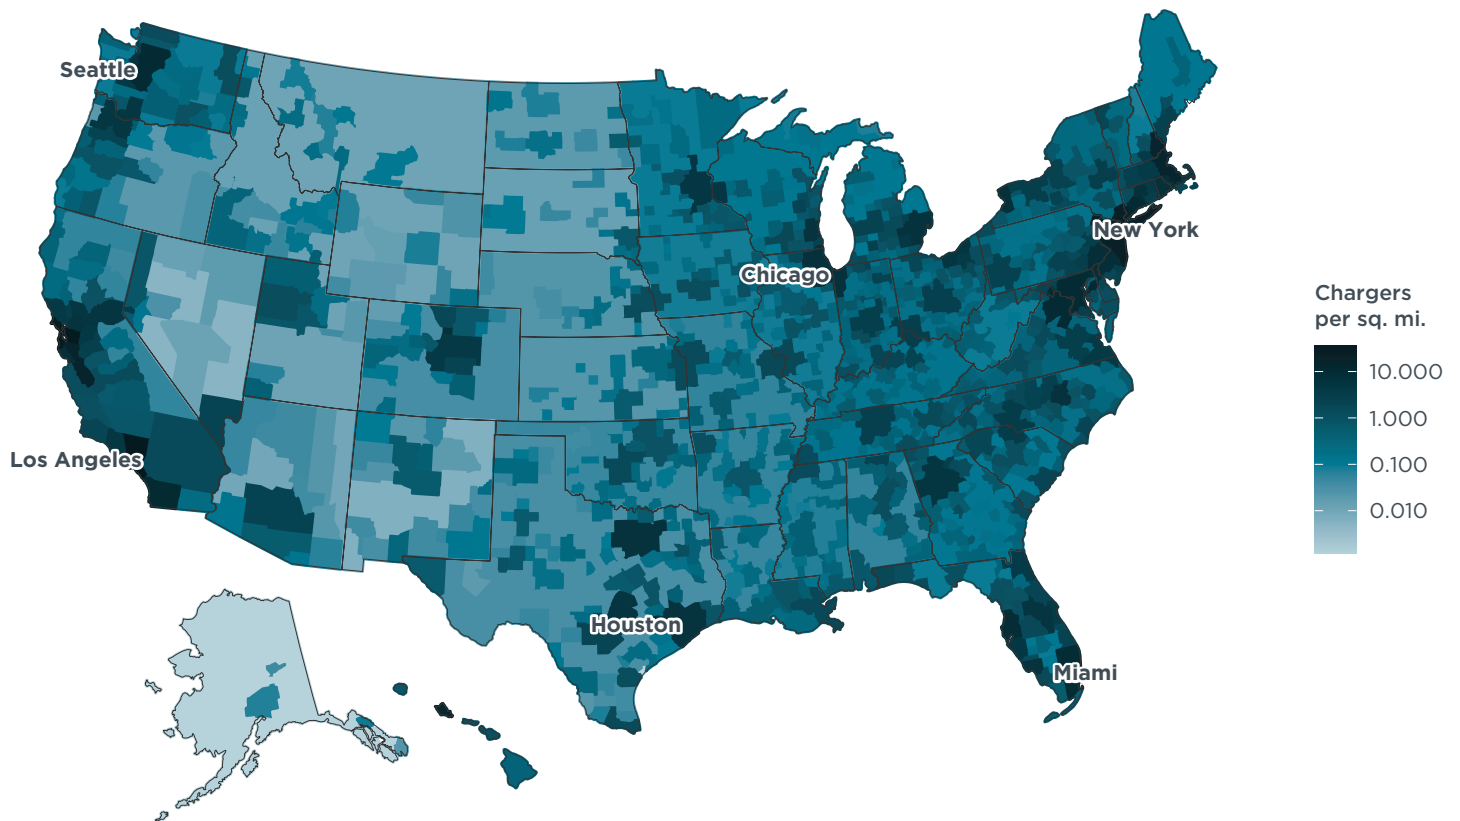 Seattle
New York
Chicago
Chargers
per sq. mi.
10.000
1.000
Los Angeles
0.100
0.010
Houston
Miami